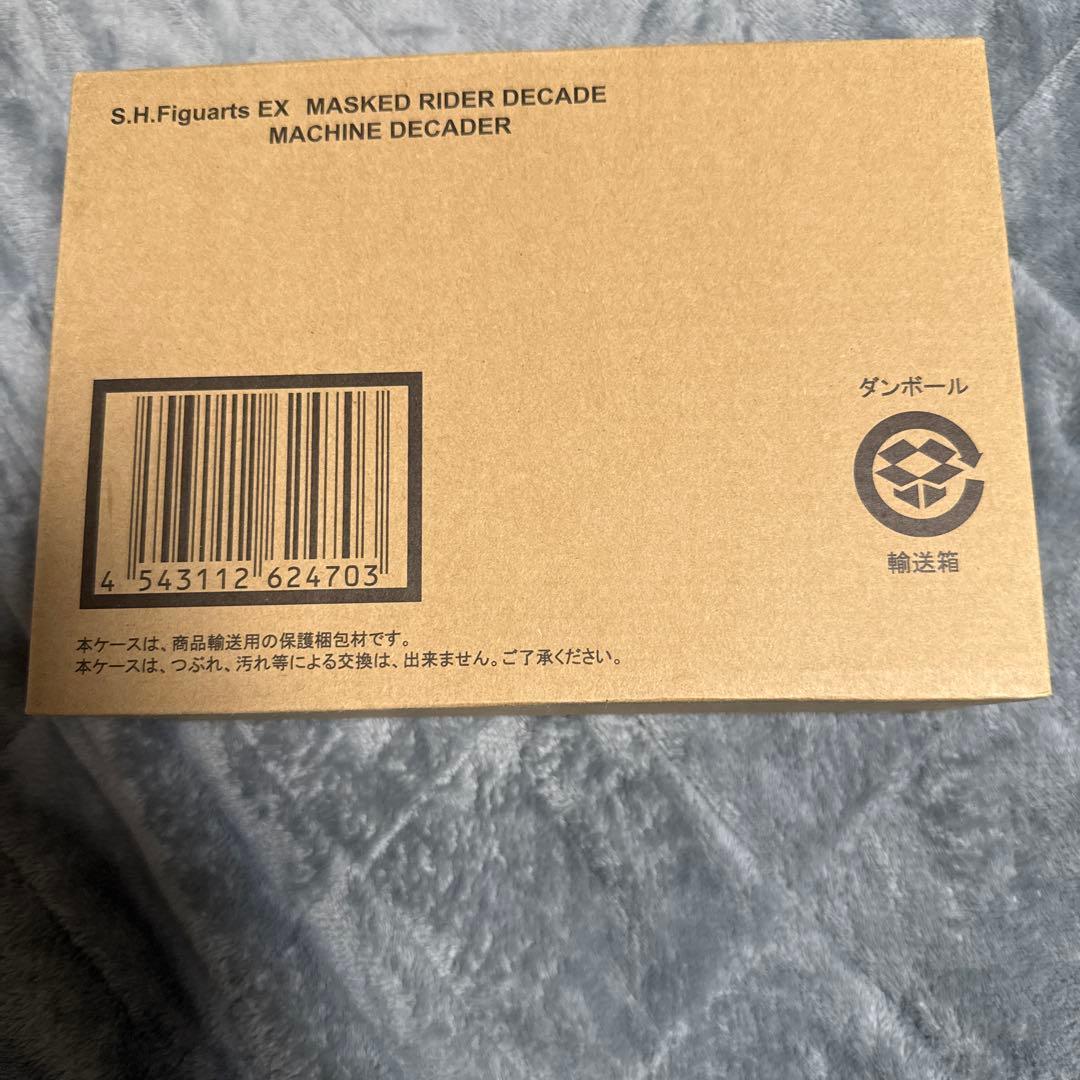 S.H.Figuarts EX MASKED RIDER DECADE
MACHINE DECADER
ダンボール
輸送箱
4 543112 624703
本ケースは、商品輸送用の保護梱包材です。
本ケースは、つぶれ、汚れ等による交換は、出来ません。ご了承ください。